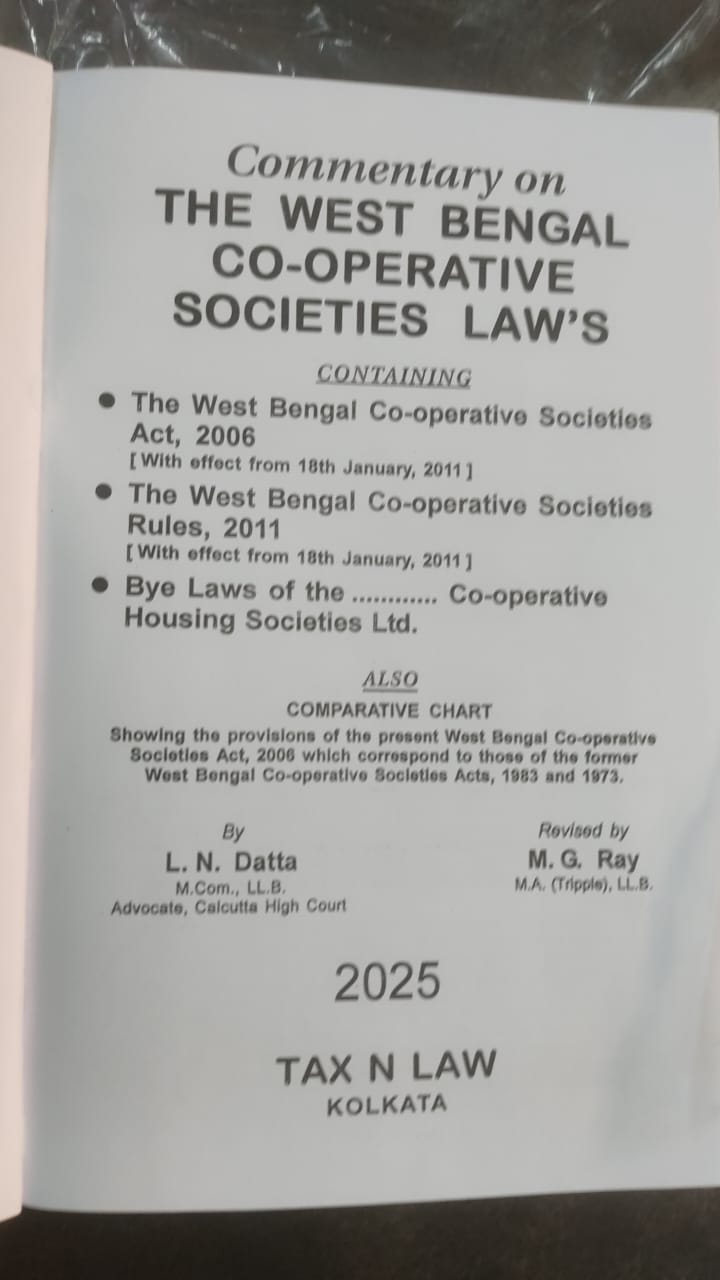 Commentary on
THE WEST BENGAL
CO-OPERATIVE
SOCIETIES LAW'S
CONTAINING
● The West Bengal Co-operative Societies
Act, 2006
[ With effect from 18th January, 2011 ]
● The West Bengal Co-operative Societies
Rules, 2011
[ With effect from 18th January, 2011 ]
● Bye Laws of the ............ Co-operative
Housing Societies Ltd.
ALSO
COMPARATIVE CHART
Showing the provisions of the present West Bengal Co-operative
Societies Act, 2006 which correspond to those of the former
West Bengal Co-operative Societies Acts, 1983 and 1973.
By
L. N. Datta
M.Com., LL.B.
Advocate, Calcutta High Court
Revised by
M. G. Ray
M.A. (Tripple), LL.B.
2025
TAX N LAW
KOLKATA